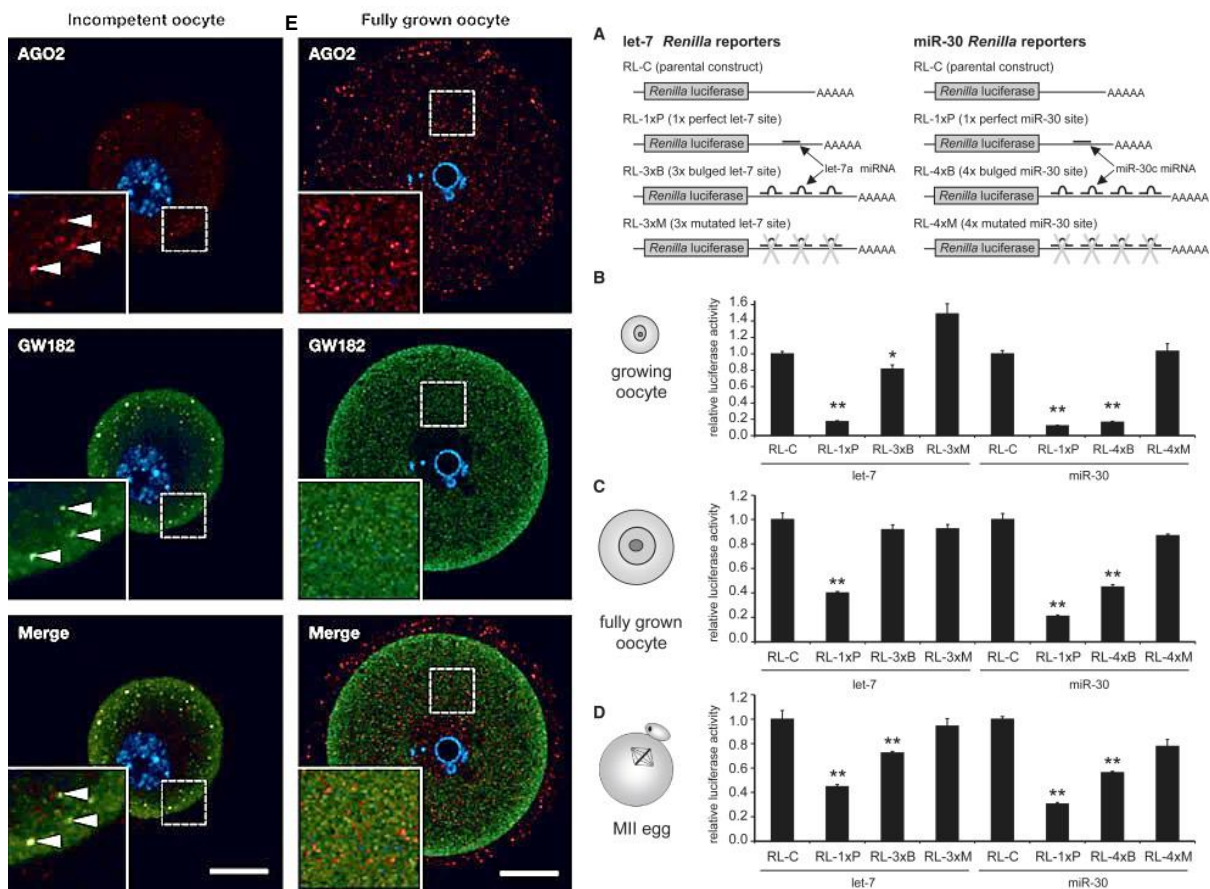 Incompetent oocyte
E
Fully grown oocyte
AGO2
AGO2
GW182
GW182
Merge
Merge
A
let-7 Renilla reporters
RL-C (parental construct)
Renilla luciferase
AAAAA
RL-1xP (1x perfect let-7 site)
Renilla luciferase
AAAAA
let-7a miRNA
RL-3xB (3x bulged let-7 site)
Renilla luciferase
AAAAA
RL-3xM (3x mutated let-7 site)
Renilla luciferase
AAAAA
miR-30 Renilla reporters
RL-C (parental construct)
Renilla luciferase
AAAAA
RL-1xP (1x perfect miR-30 site)
Renilla luciferase
AAAAA
miR-30c miRNA
RL-4xB (4x bulged miR-30 site)
Renilla luciferase
AAAAA
RL-4xM (4x mutated miR-30 site)
Renilla luciferase
AAAAA
B
growing
oocyte
relative luciferase activity
1.6
1.4
1.2
1.0
0.8
0.6
0.4
0.2
0.0
** * ** **
RL-C RL-1xP RL-3xB RL-3xM RL-C RL-1xP RL-4xB RL-4xM
let-7 miR-30
C
fully grown
oocyte
relative luciferase activity
1.2
1.0
0.8
0.6
0.4
0.2
0.0
** ** **
RL-C RL-1xP RL-3xB RL-3xM RL-C RL-1xP RL-4xB RL-4xM
let-7 miR-30
D
MII egg
relative luciferase activity
1.2
1.0
0.8
0.6
0.4
0.2
0.0
** ** ** **
RL-C RL-1xP RL-3xB RL-3xM RL-C RL-1xP RL-4xB RL-4xM
let-7 miR-30